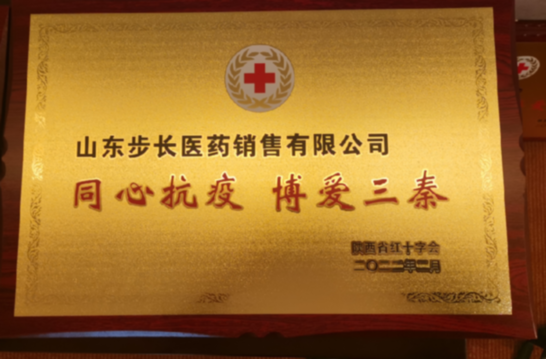 山东步长医药销售有限公司
同心抗疫 博爱三秦
陕西省红十字会
二〇二二年二月